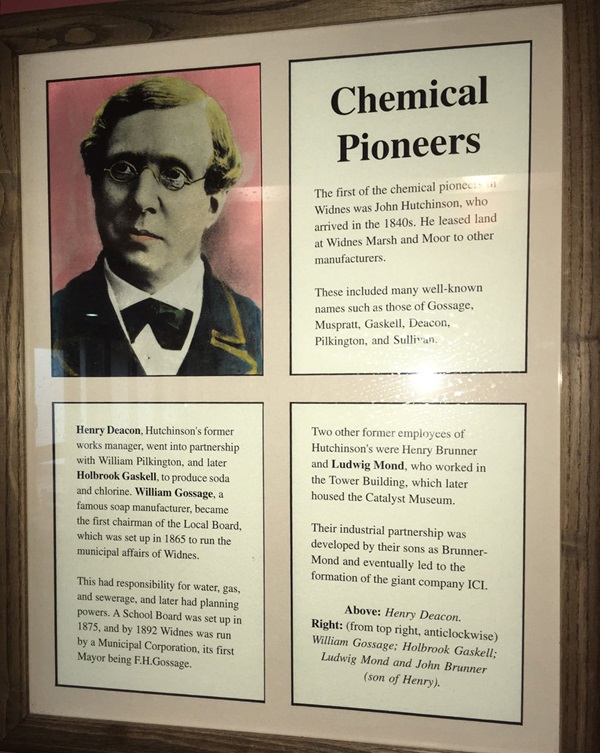 Chemical
Pioneers
The first of the chemical pioneers in
Widnes was John Hutchinson, who
arrived in the 1840s. He leased land
at Widnes Marsh and Moor to other
manufacturers.
These included many well-known
names such as those of Gossage,
Muspratt, Gaskell, Deacon,
Pilkington, and Sullivan.
Henry Deacon, Hutchinson's former
works manager, went into partnership
with William Pilkington, and later
Holbrook Gaskell, to produce soda
and chlorine. William Gossage, a
famous soap manufacturer, became
the first chairman of the Local Board,
which was set up in 1865 to run the
municipal affairs of Widnes.
This had responsibility for water, gas,
and sewerage, and later had planning
powers. A School Board was set up in
1875, and by 1892 Widnes was run
by a Municipal Corporation, its first
Mayor being F.H.Gossage.
Two other former employees of
Hutchinson's were Henry Brunner
and Ludwig Mond, who worked in
the Tower Building, which later
housed the Catalyst Museum.
Their industrial partnership was
developed by their sons as Brunner-
Mond and eventually led to the
formation of the giant company ICI.
Above: Henry Deacon.
Right: (from top right, anticlockwise)
William Gossage; Holbrook Gaskell;
Ludwig Mond and John Brunner
(son of Henry).